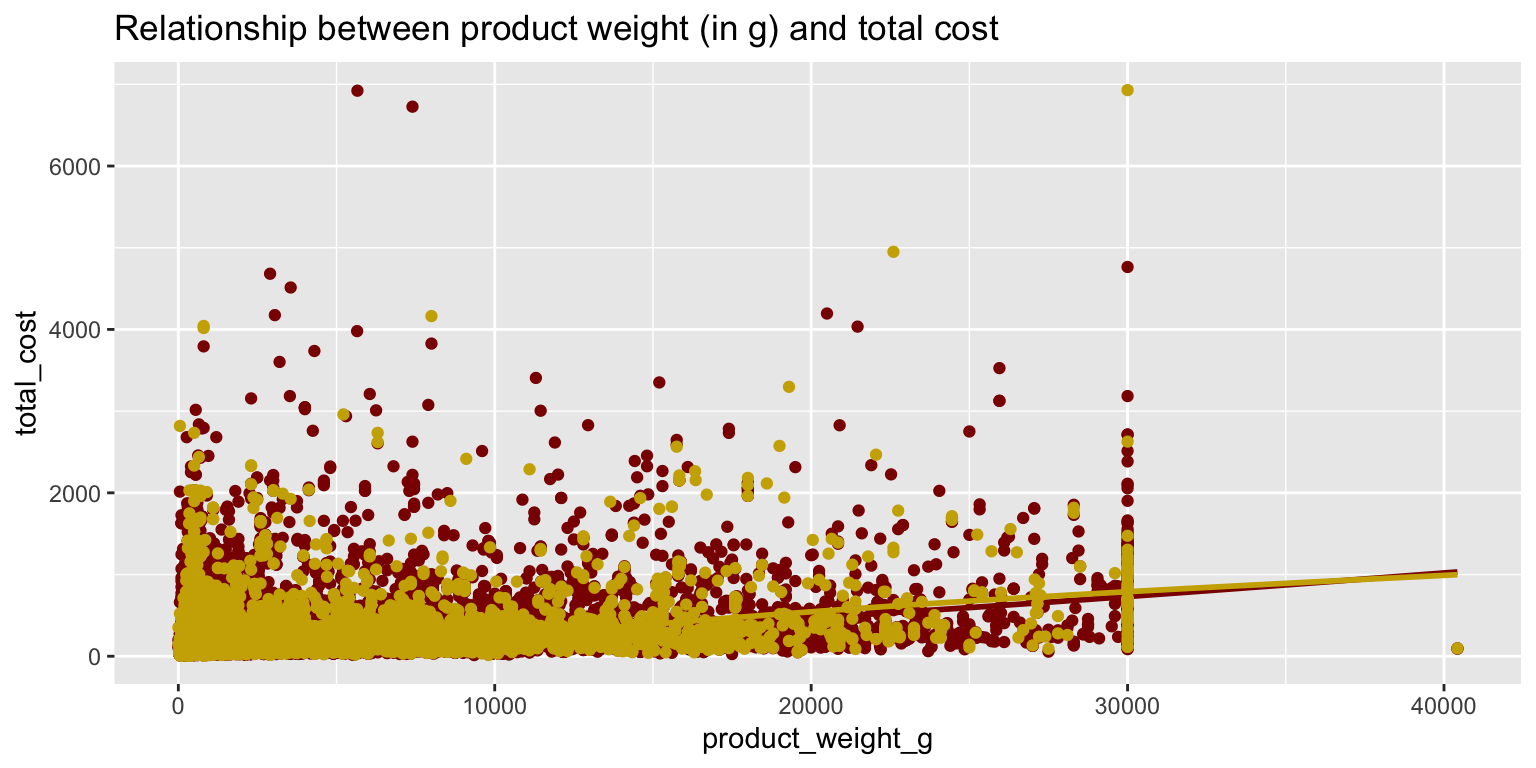 Relationship between product weight (in g) and total cost
total_cost
6000
4000
2000
0
0 10000 20000 30000 40000
product_weight_g